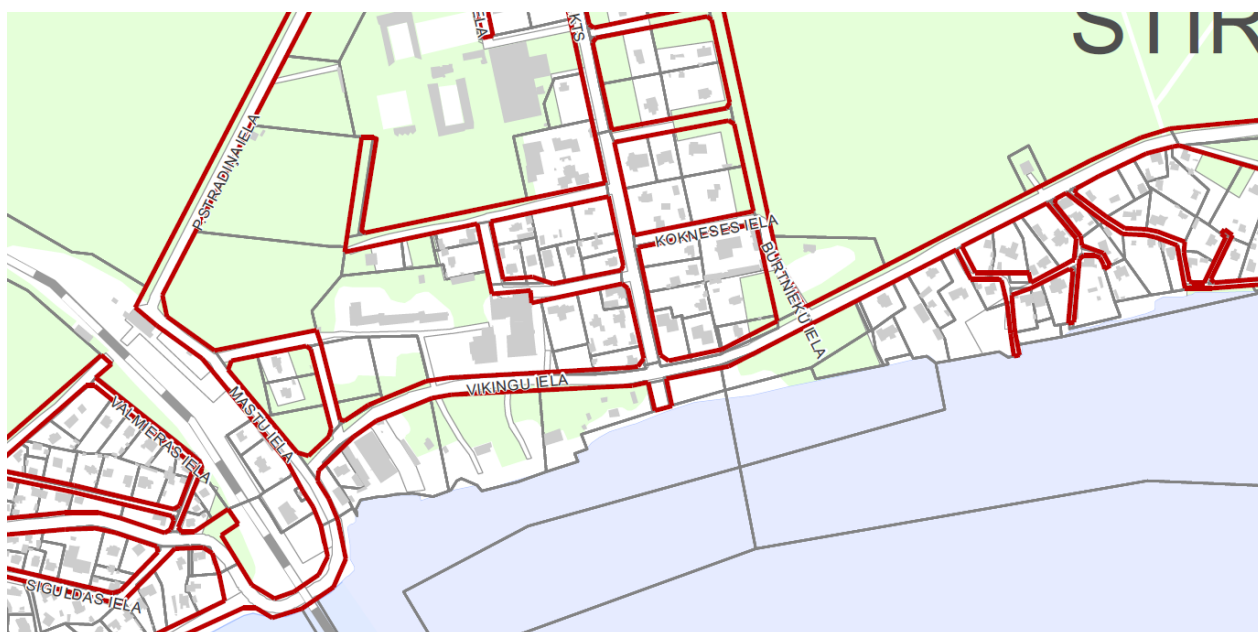 STIR
P.STRADIŅA IELA
KOKNESES IELA
BURTNIEKU IELA
VIKINGU IELA
MASTU IELA
VALMIERAS IELA
SIGULDAS IELA